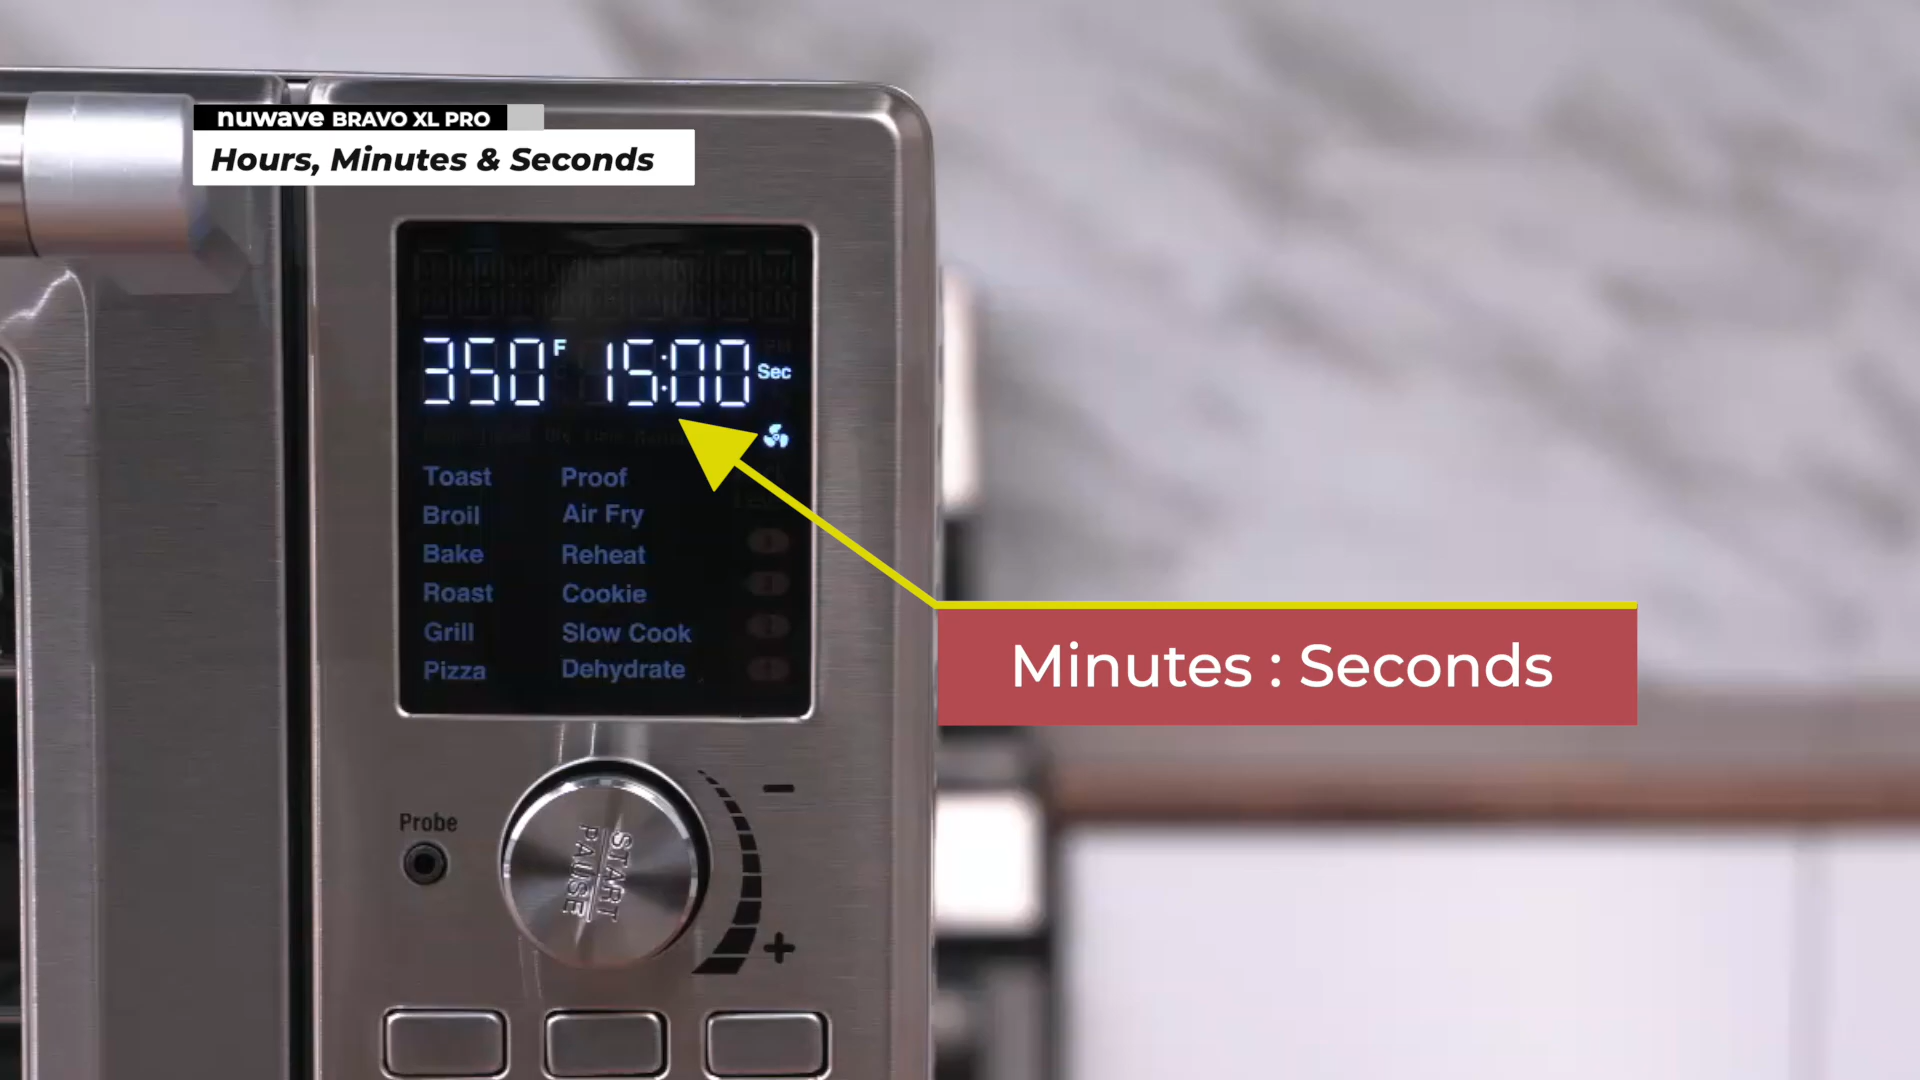 nuwave BRAVO XL PRO
Hours, Minutes & Seconds
350 F 15:00 Sec
Toast Proof
Broil Air Fry
Bake Reheat
Roast Cookie
Grill Slow Cook
Pizza Dehydrate
Minutes : Seconds
Probe
START
PAUSE
-
+